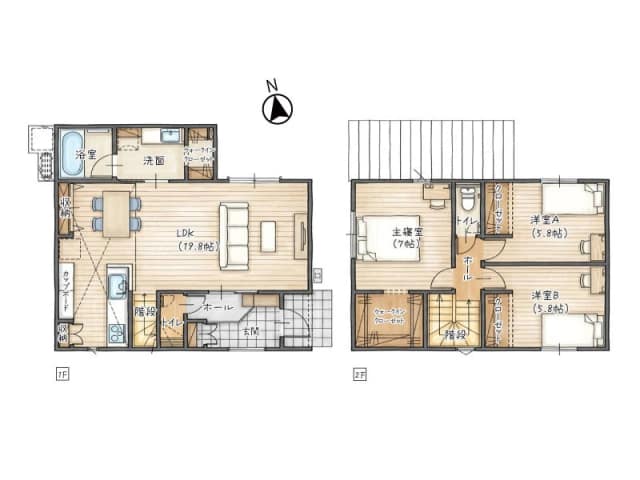 N
浴室
洗面
ウォークイン
クローゼット
収納
LDK
(19.8帖)
カップボード
収納
階段
トイレ
ホール
玄関
1F
主寝室
(7帖)
トイレ
クローゼット
洋室A
(5.8帖)
ホール
ウォークイン
クローゼット
階段
クローゼット
洋室B
(5.8帖)
2F